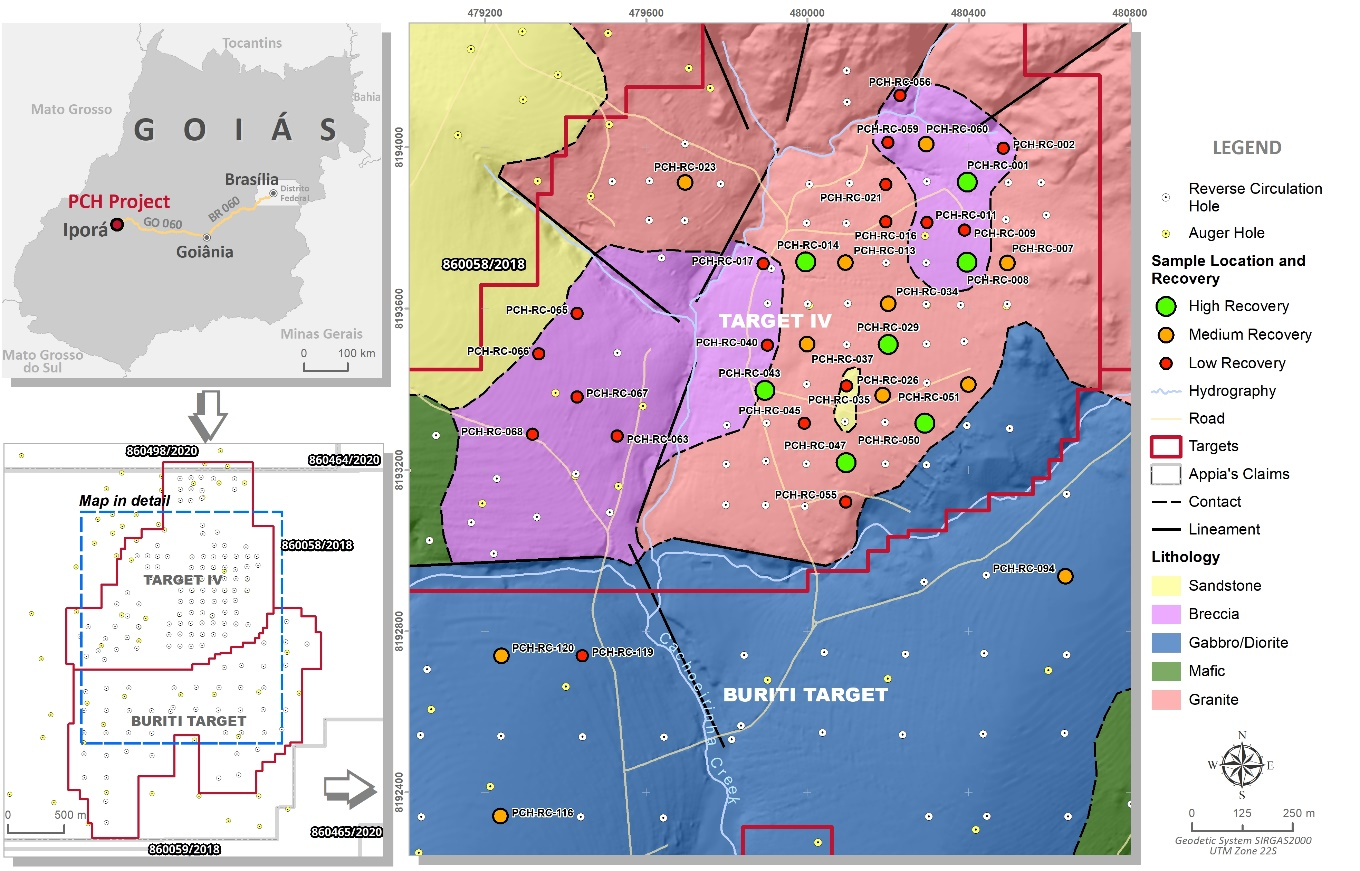 Tocantins
Mato Grosso
Bahia
GOIÁS
Brasília
Distrito
Federal
PCH Project
Iporá
GO 060
BR 060
Goiânia
Minas Gerais
Mato Grosso
do Sul
0 100 km
860498/2020
860464/2020
Map in detail
860058/2018
TARGET IV
BURITI TARGET
0 500 m
860465/2020
860059/2018
479200 479600 480000 480400 480800
8194000
8193600
8193200
8192800
8192400
PCH-RC-056
PCH-RC-059
PCH-RC-060
PCH-RC-002
PCH-RC-023
PCH-RC-001
PCH-RC-021
PCH-RC-011
PCH-RC-016
PCH-RC-009
PCH-RC-014
PCH-RC-013
PCH-RC-007
PCH-RC-017
860058/2018
PCH-RC-008
PCH-RC-034
PCH-RC-065
TARGET IV
PCH-RC-029
PCH-RC-040
PCH-RC-066
PCH-RC-037
PCH-RC-043
PCH-RC-026
PCH-RC-067
PCH-RC-035
PCH-RC-051
PCH-RC-045
PCH-RC-068
PCH-RC-063
PCH-RC-047
PCH-RC-050
PCH-RC-055
PCH-RC-094
PCH-RC-120
PCH-RC-119
BURITI TARGET
Cachoeirinha Creek
PCH-RC-116
LEGEND
Reverse Circulation
Hole
Auger Hole
Sample Location and
Recovery
High Recovery
Medium Recovery
Low Recovery
Hydrography
Road
Targets
Appia's Claims
Contact
Lineament
Lithology
Sandstone
Breccia
Gabbro/Diorite
Mafic
Granite
N
W E
S
0 125 250 m
Geodetic System SIRGAS2000
UTM Zone 22S